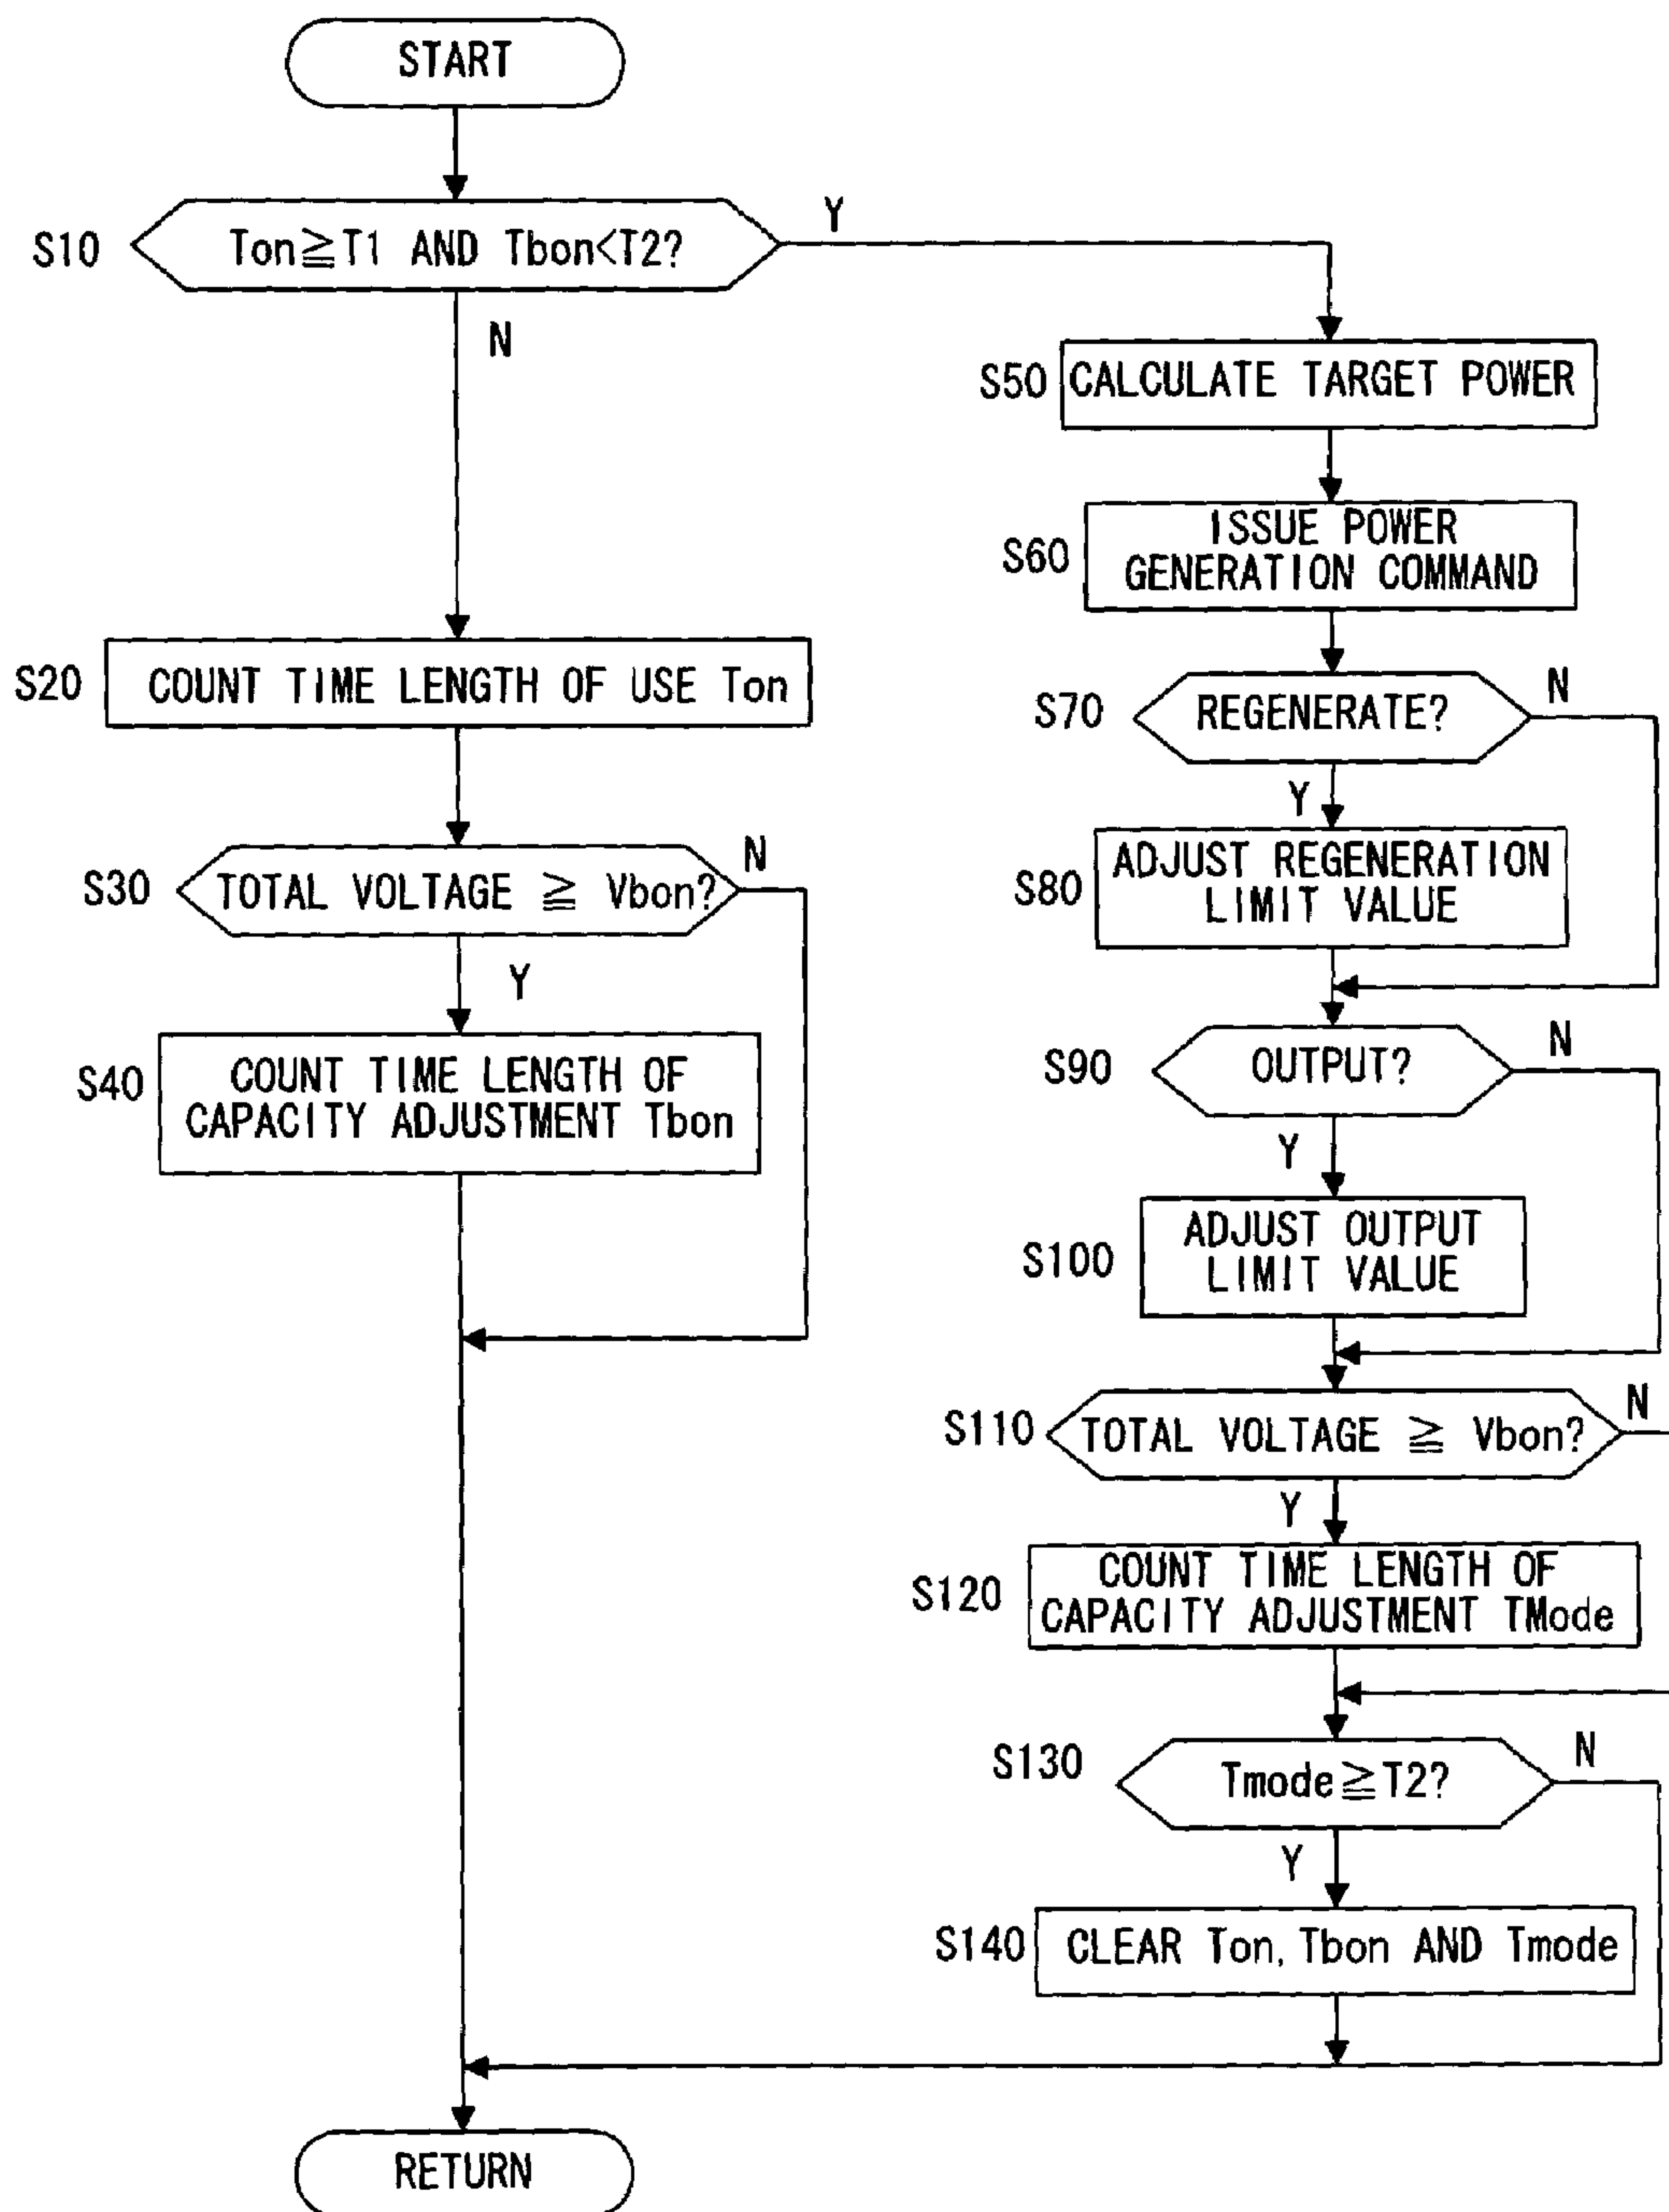 START
S10
Ton≧T1 AND Tbon<T2?
Y
N
S20
COUNT TIME LENGTH OF USE Ton
S30
TOTAL VOLTAGE ≧ Vbon?
N
Y
S40
COUNT TIME LENGTH OF
CAPACITY ADJUSTMENT Tbon
S50
CALCULATE TARGET POWER
S60
ISSUE POWER
GENERATION COMMAND
S70
REGENERATE?
N
Y
S80
ADJUST REGENERATION
LIMIT VALUE
S90
OUTPUT?
N
Y
S100
ADJUST OUTPUT
LIMIT VALUE
S110
TOTAL VOLTAGE ≧ Vbon?
N
Y
S120
COUNT TIME LENGTH OF
CAPACITY ADJUSTMENT TMode
S130
Tmode≧T2?
N
Y
S140
CLEAR Ton, Tbon AND Tmode
RETURN